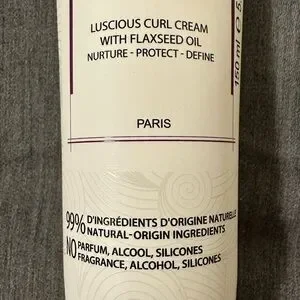 LUSCIOUS CURL CREAM
WITH FLAXSEED OIL
NURTURE - PROTECT - DEFINE
150 ml ℮ 5
PARIS
99% D'INGRÉDIENTS D'ORIGINE NATURELLE
NATURAL-ORIGIN INGREDIENTS
NO PARFUM, ALCOOL, SILICONES
FRAGRANCE, ALCOHOL, SILICONES